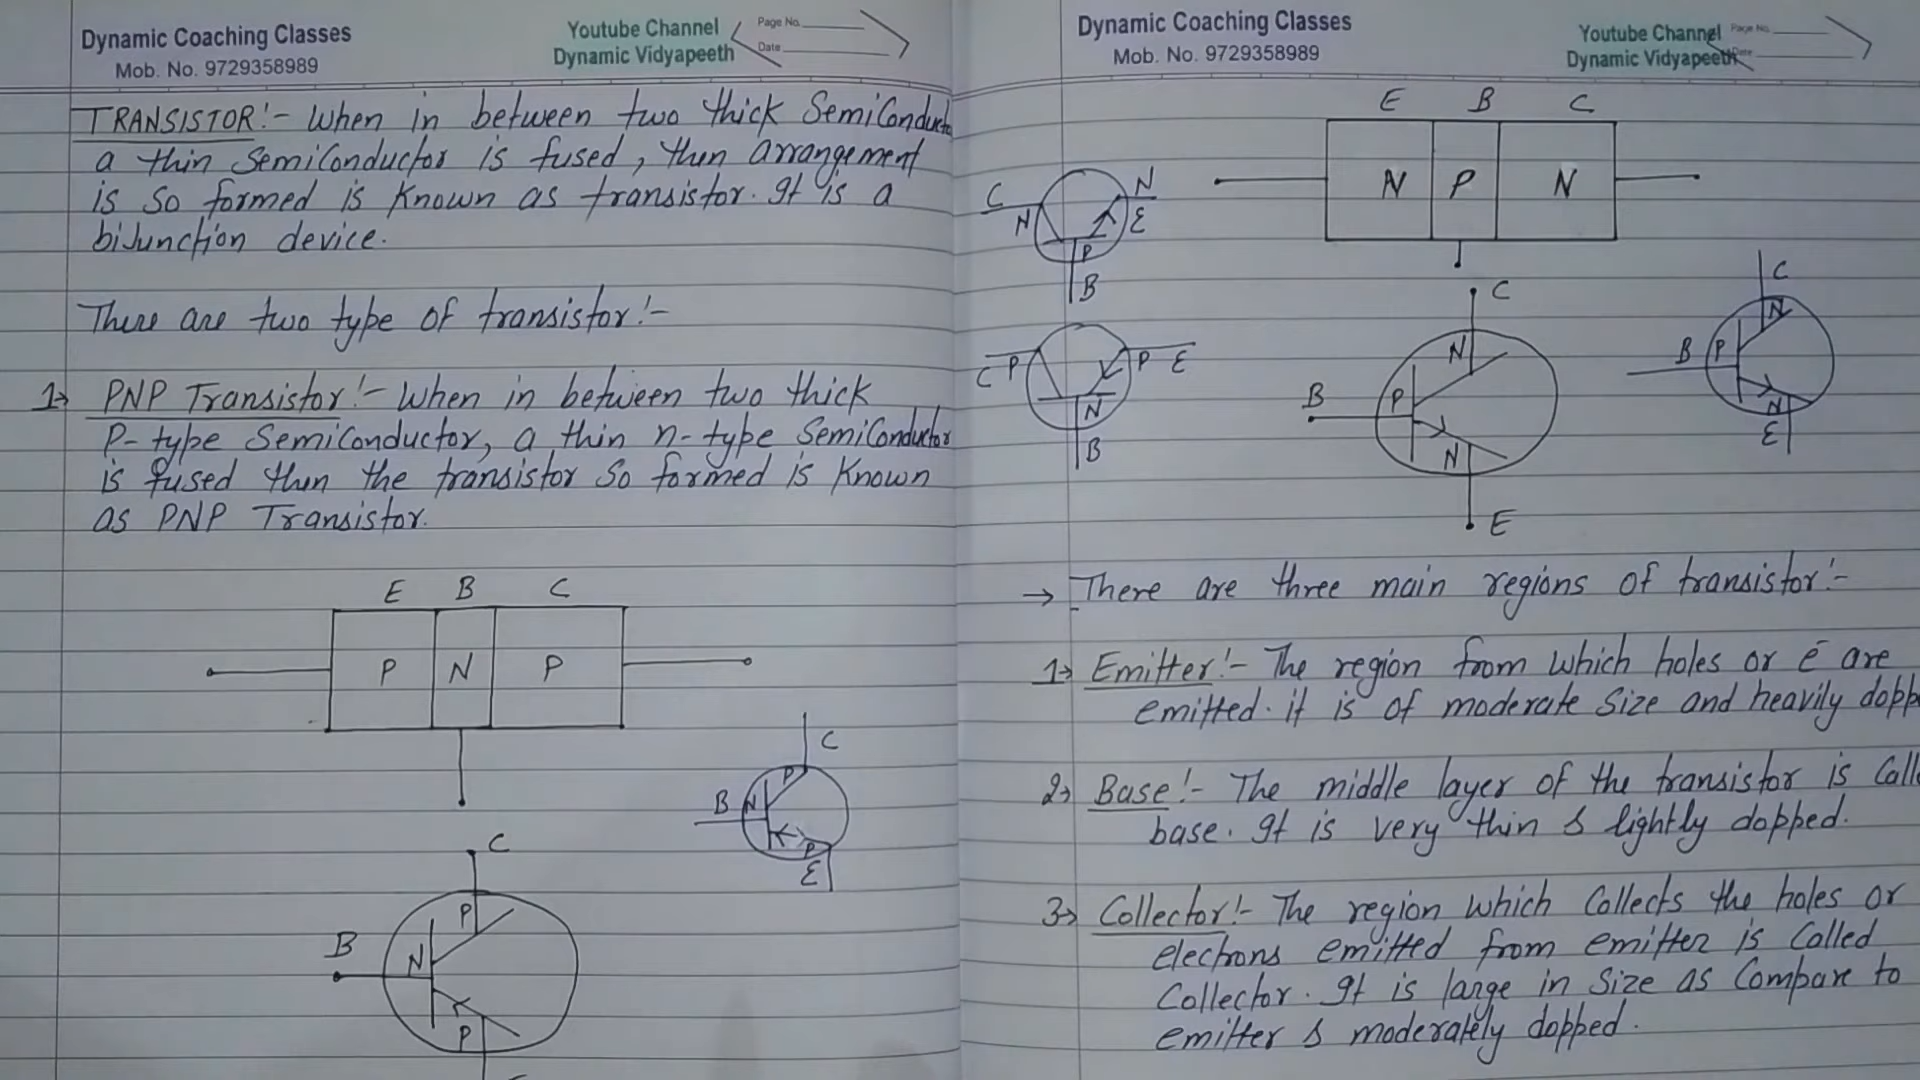 Dynamic Coaching Classes
Mob. No. 9729358989
Youtube Channel
Dynamic Vidyapeeth
Page No.
Date
TRANSISTOR:- When in between two thick SemiConducto
a thin SemiConductor is fused, then arrangement
is so formed is known as transistor. It is a
biJunction device.
There are two type of transistor:-
1→ PNP Transistor:- When in between two thick
P-type SemiConductor, a thin n-type SemiConductor
is fused then the transistor so formed is known
as PNP Transistor.
E B C
P N P
C
P
B N
P
E
C
P
B
N
P
Dynamic Coaching Classes
Mob. No. 9729358989
Youtube Channel
Dynamic Vidyapeeth
Page No.
Date
E B C
N P N
C N
N E
P
B
C P P E
N
B
C
N
B P
N
E
C
N
B P
N
E
→ There are three main regions of transistor:-
1→ Emitter:- The region from which holes or ē are
emitted. it is of moderate size and heavily dopp
2→ Base:- The middle layer of the transistor is Call
base. It is very thin & lightly dopped.
3→ Collector:- The region which Collects the holes or
elechons emitted from emitter is Called
Collector. It is large in size as Compare to
emitter & moderately dopped.